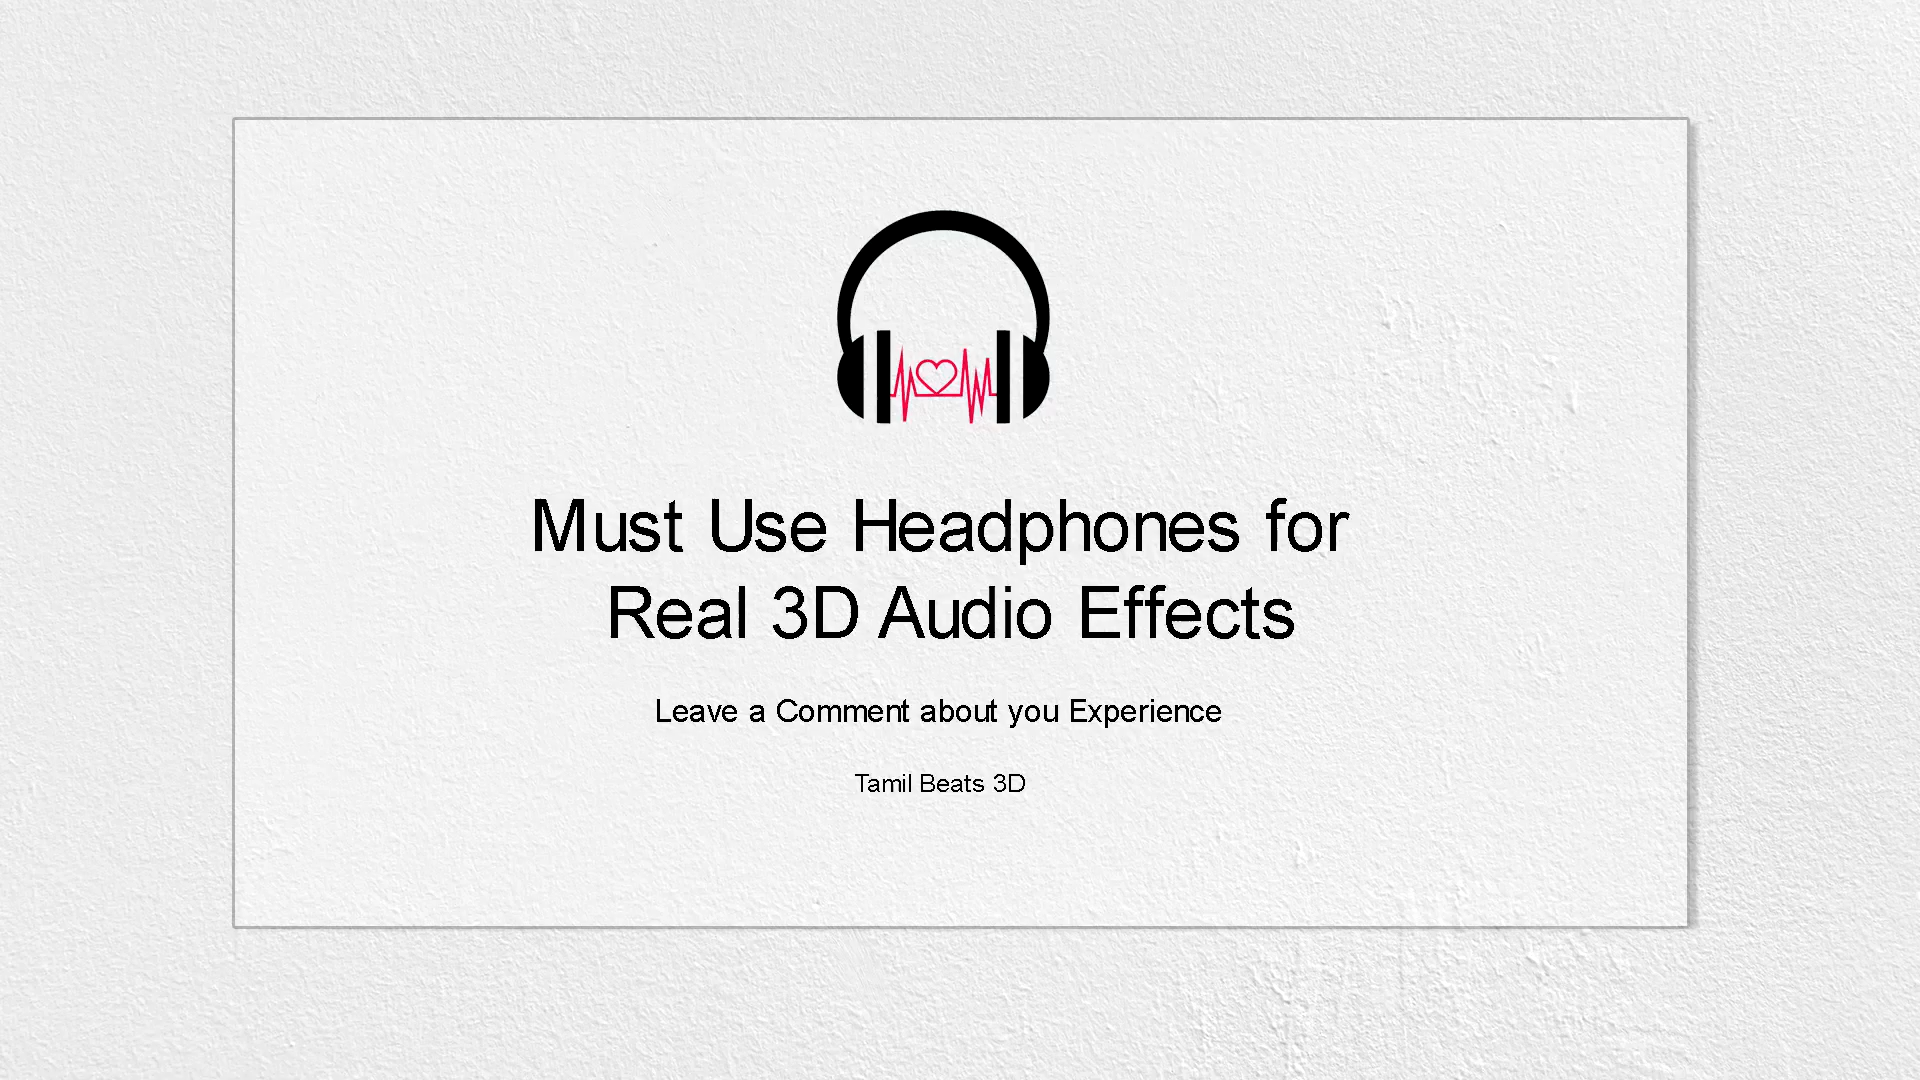 Must Use Headphones for
Real 3D Audio Effects
Leave a Comment about you Experience
Tamil Beats 3D